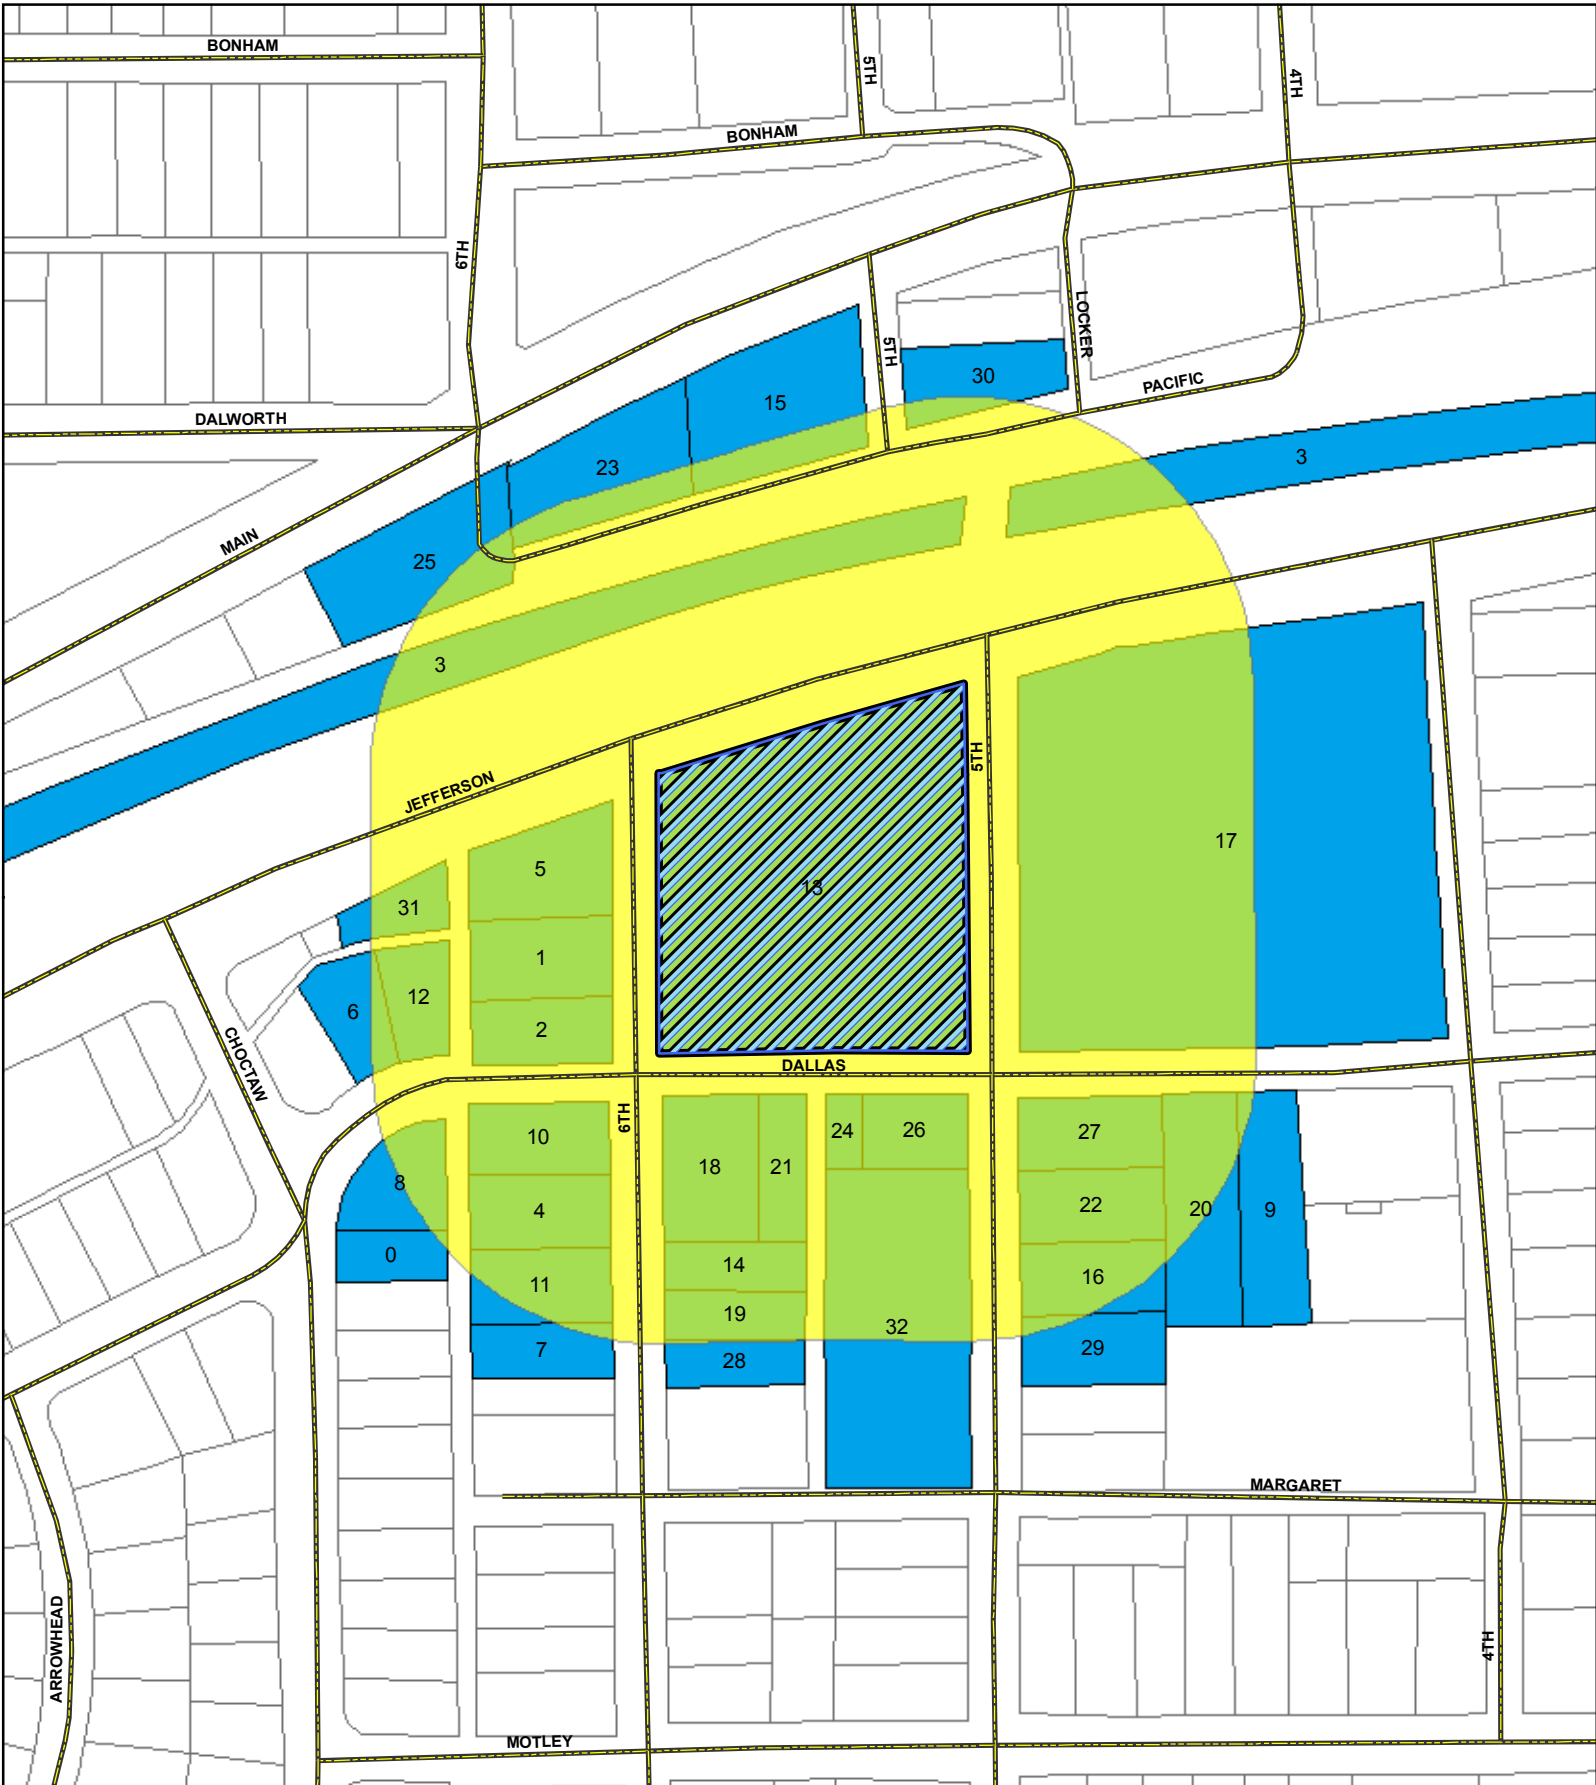 BONHAM
5TH
4TH
BONHAM
6TH
LOCKER
5TH
30
PACIFIC
15
DALWORTH
23
3
MAIN
25
3
5TH
JEFFERSON
17
5
13
31
1
12
6
2
CHOCTAW
DALLAS
6TH
10
24
26
27
18
21
8
4
22
20
9
0
14
16
11
19
32
7
28
29
MARGARET
ARROWHEAD
4TH
MOTLEY